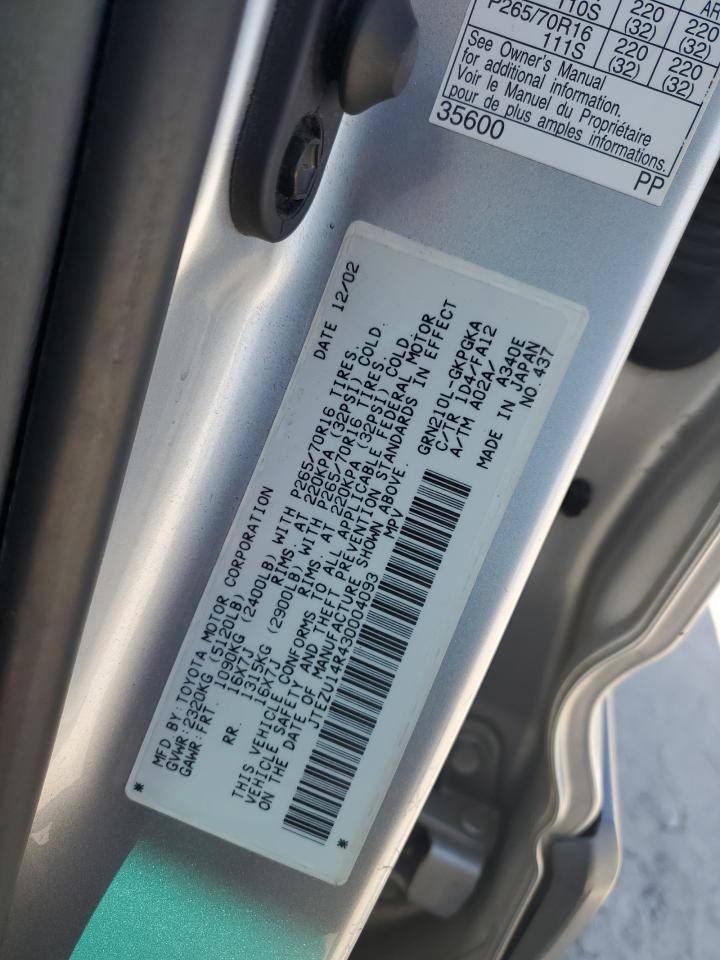 110S 220 (32) 220 (32)
P265/70R16 111S 220 (32) 220 (32)
See Owner's Manual
for additional information.
Voir le Manuel du Propriétaire
pour de plus amples informations.
35600
PP
DATE 12/02
MFD BY:TOYOTA MOTOR CORPORATION
GVWR:2320KG (5120LB)
GAWR:FRT. 1090KG (2400LB) WITH P265/70R16 TIRES,
16X7J RIMS, AT 220KPA (32PSI) COLD.
RR. 1315KG (2900LB) WITH P265/70R16 TIRES,
16X7J RIMS, AT 220KPA (32PSI) COLD.
THIS VEHICLE CONFORMS TO ALL APPLICABLE FEDERAL MOTOR
VEHICLE SAFETY AND THEFT PREVENTION STANDARDS IN EFFECT
ON THE DATE OF MANUFACTURE SHOWN ABOVE.
JTEZU14R430004093 MPV
GRN210L-GKPGKA
C/TR 1D4/FA12
A/TM A02A/ A340E
MADE IN JAPAN
NO.437